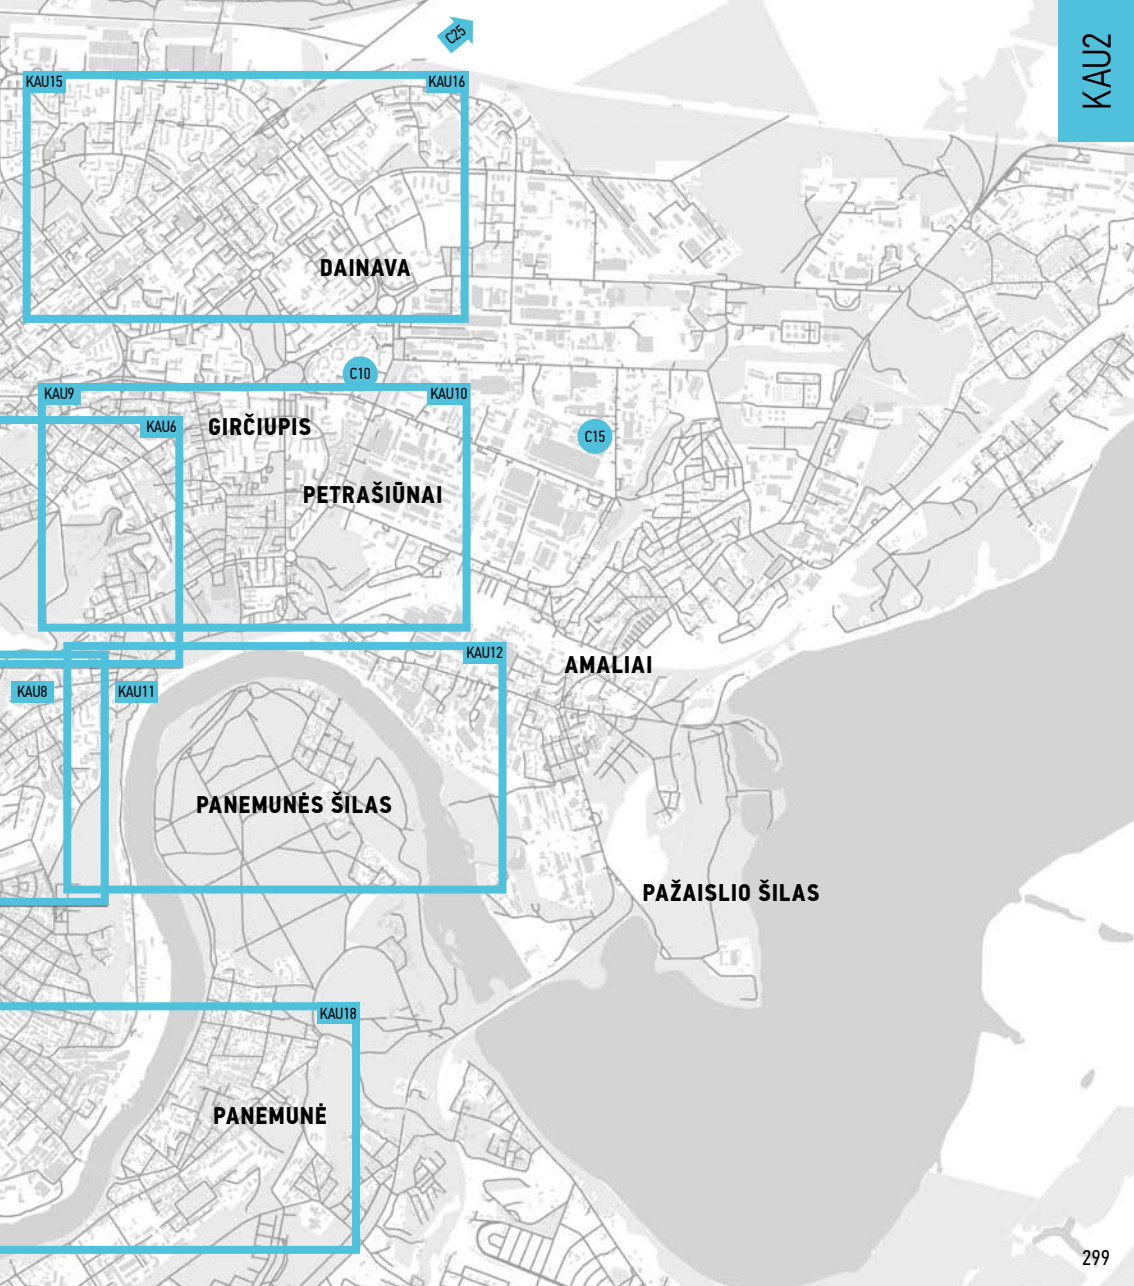 C25
KAU2
KAU15
KAU16
DAINAVA
C10
KAU9
KAU10
KAU6
GIRČIUPIS
C15
PETRAŠIŪNAI
KAU12
AMALIAI
KAU8
KAU11
PANEMUNĖS ŠILAS
PAŽAISLIO ŠILAS
KAU18
PANEMUNĖ
299